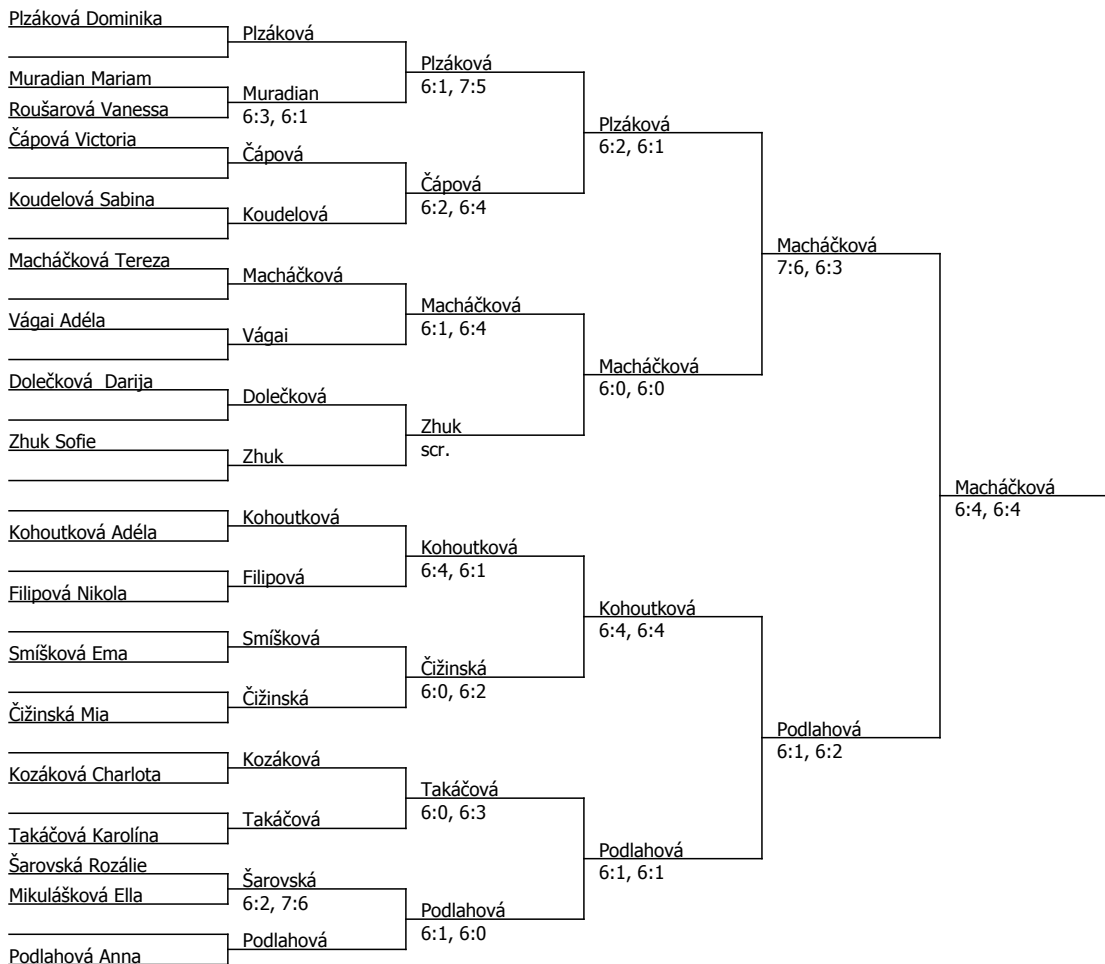 Plzáková Dominika
Muradian Mariam
Roušarová Vanessa
Čápová Victoria
Koudelová Sabina
Macháčková Tereza
Vágai Adéla
Dolečková  Darija
Zhuk Sofie
Kohoutková Adéla
Filipová Nikola
Smíšková Ema
Čižinská Mia
Kozáková Charlota
Takáčová Karolína
Šarovská Rozálie
Mikulášková Ella
Podlahová Anna
Plzáková
Muradian
6:3, 6:1
Čápová
Koudelová
Macháčková
Vágai
Dolečková
Zhuk
Kohoutková
Filipová
Smíšková
Čižinská
Kozáková
Takáčová
Šarovská
6:2, 7:6
Podlahová
Plzáková
6:1, 7:5
Čápová
6:2, 6:4
Macháčková
6:1, 6:4
Zhuk
scr.
Kohoutková
6:4, 6:1
Čižinská
6:0, 6:2
Takáčová
6:0, 6:3
Podlahová
6:1, 6:0
Plzáková
6:2, 6:1
Macháčková
6:0, 6:0
Kohoutková
6:4, 6:4
Podlahová
6:1, 6:1
Macháčková
7:6, 6:3
Podlahová
6:1, 6:2
Macháčková
6:4, 6:4